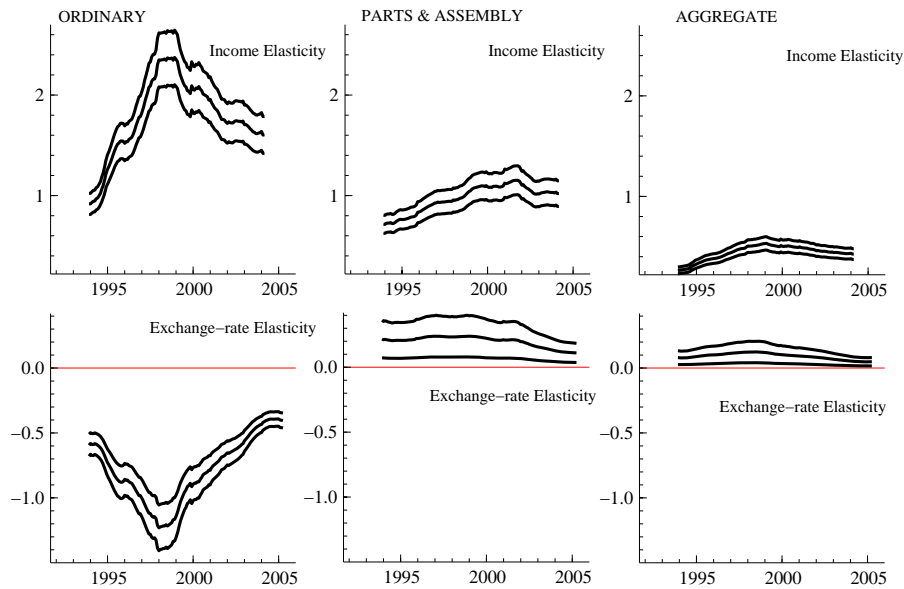 ORDINARY PARTS & ASSEMBLY AGGREGATE
Income Elasticity Income Elasticity Income Elasticity
2 2 2
1 1 1
1995 2000 2005 1995 2000 2005 1995 2000 2005
Exchange−rate Elasticity
0.0 0.0 0.0
Exchange−rate Elasticity Exchange−rate Elasticity
−0.5 −0.5 −0.5
−1.0 −1.0 −1.0
1995 2000 2005 1995 2000 2005 1995 2000 2005